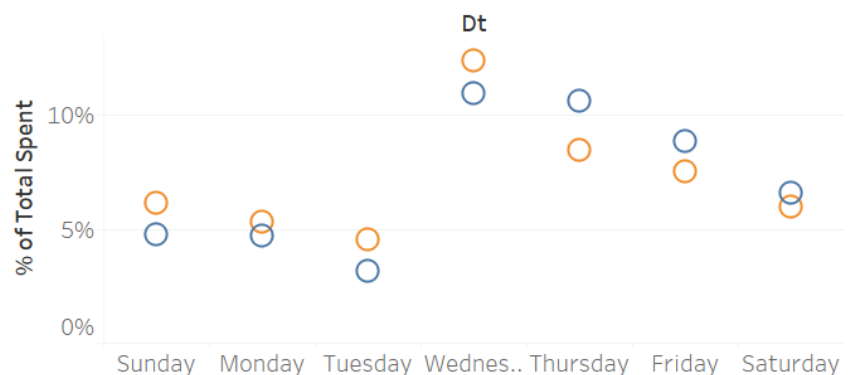 Dt
% of Total Spent
10%
5%
0%
Sunday Monday Tuesday Wednes.. Thursday Friday Saturday